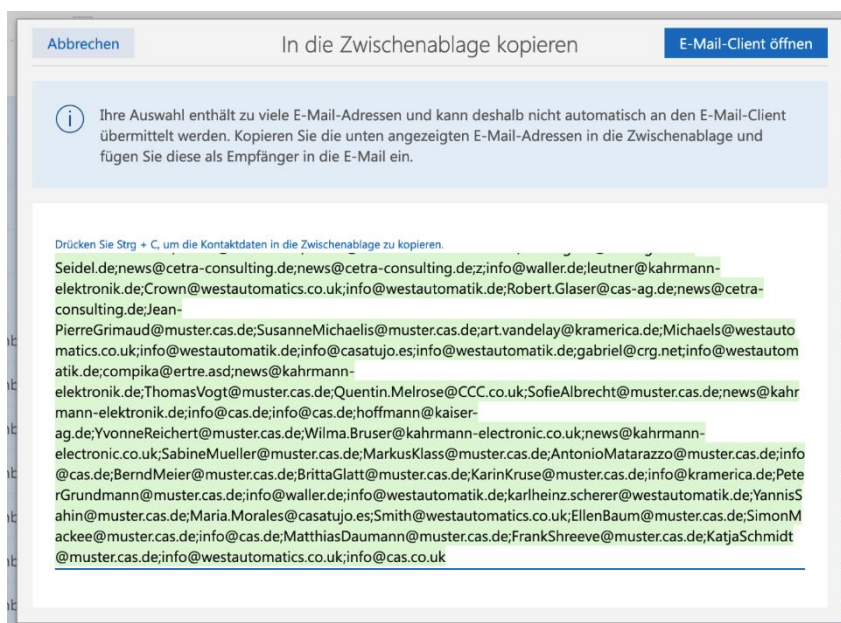 Abbrechen
In die Zwischenablage kopieren
E-Mail-Client öffnen
Ihre Auswahl enthält zu viele E-Mail-Adressen und kann deshalb nicht automatisch an den E-Mail-Client
übermittelt werden. Kopieren Sie die unten angezeigten E-Mail-Adressen in die Zwischenablage und
fügen Sie diese als Empfänger in die E-Mail ein.
Drücken Sie Strg + C, um die Kontaktdaten in die Zwischenablage zu kopieren.
Seidel.de;news@cetra-consulting.de;news@cetra-consulting.de;z;info@waller.de;leutner@kahrmann-
elektronik.de;Crown@westautomatics.co.uk;info@westautomatik.de;Robert.Glaser@cas-ag.de;news@cetra-
consulting.de;Jean-
PierreGrimaud@muster.cas.de;SusanneMichaelis@muster.cas.de;art.vandelay@kramerica.de;Michaels@westauto
matics.co.uk;info@westautomatik.de;info@casatujo.es;info@westautomatik.de;gabriel@crg.net;info@westautom
atik.de;compika@ertre.asd;news@kahrmann-
elektronik.de;ThomasVogt@muster.cas.de;Quentin.Melrose@CCC.co.uk;SofieAlbrecht@muster.cas.de;news@kahr
mann-elektronik.de;info@cas.de;info@cas.de;hoffmann@kaiser-
ag.de;YvonneReichert@muster.cas.de;Wilma.Bruser@kahrmann-electronic.co.uk;news@kahrmann-
electronic.co.uk;SabineMueller@muster.cas.de;MarkusKlass@muster.cas.de;AntonioMatarazzo@muster.cas.de;info
@cas.de;BerndMeier@muster.cas.de;BrittaGlatt@muster.cas.de;KarinKruse@muster.cas.de;info@kramerica.de;Pete
rGrundmann@muster.cas.de;info@waller.de;info@westautomatik.de;karlheinz.scherer@westautomatik.de;YannisS
ahin@muster.cas.de;Maria.Morales@casatujo.es;Smith@westautomatics.co.uk;EllenBaum@muster.cas.de;SimonM
ackee@muster.cas.de;info@cas.de;MatthiasDaumann@muster.cas.de;FrankShreeve@muster.cas.de;KatjaSchmidt
@muster.cas.de;info@westautomatics.co.uk;info@cas.co.uk